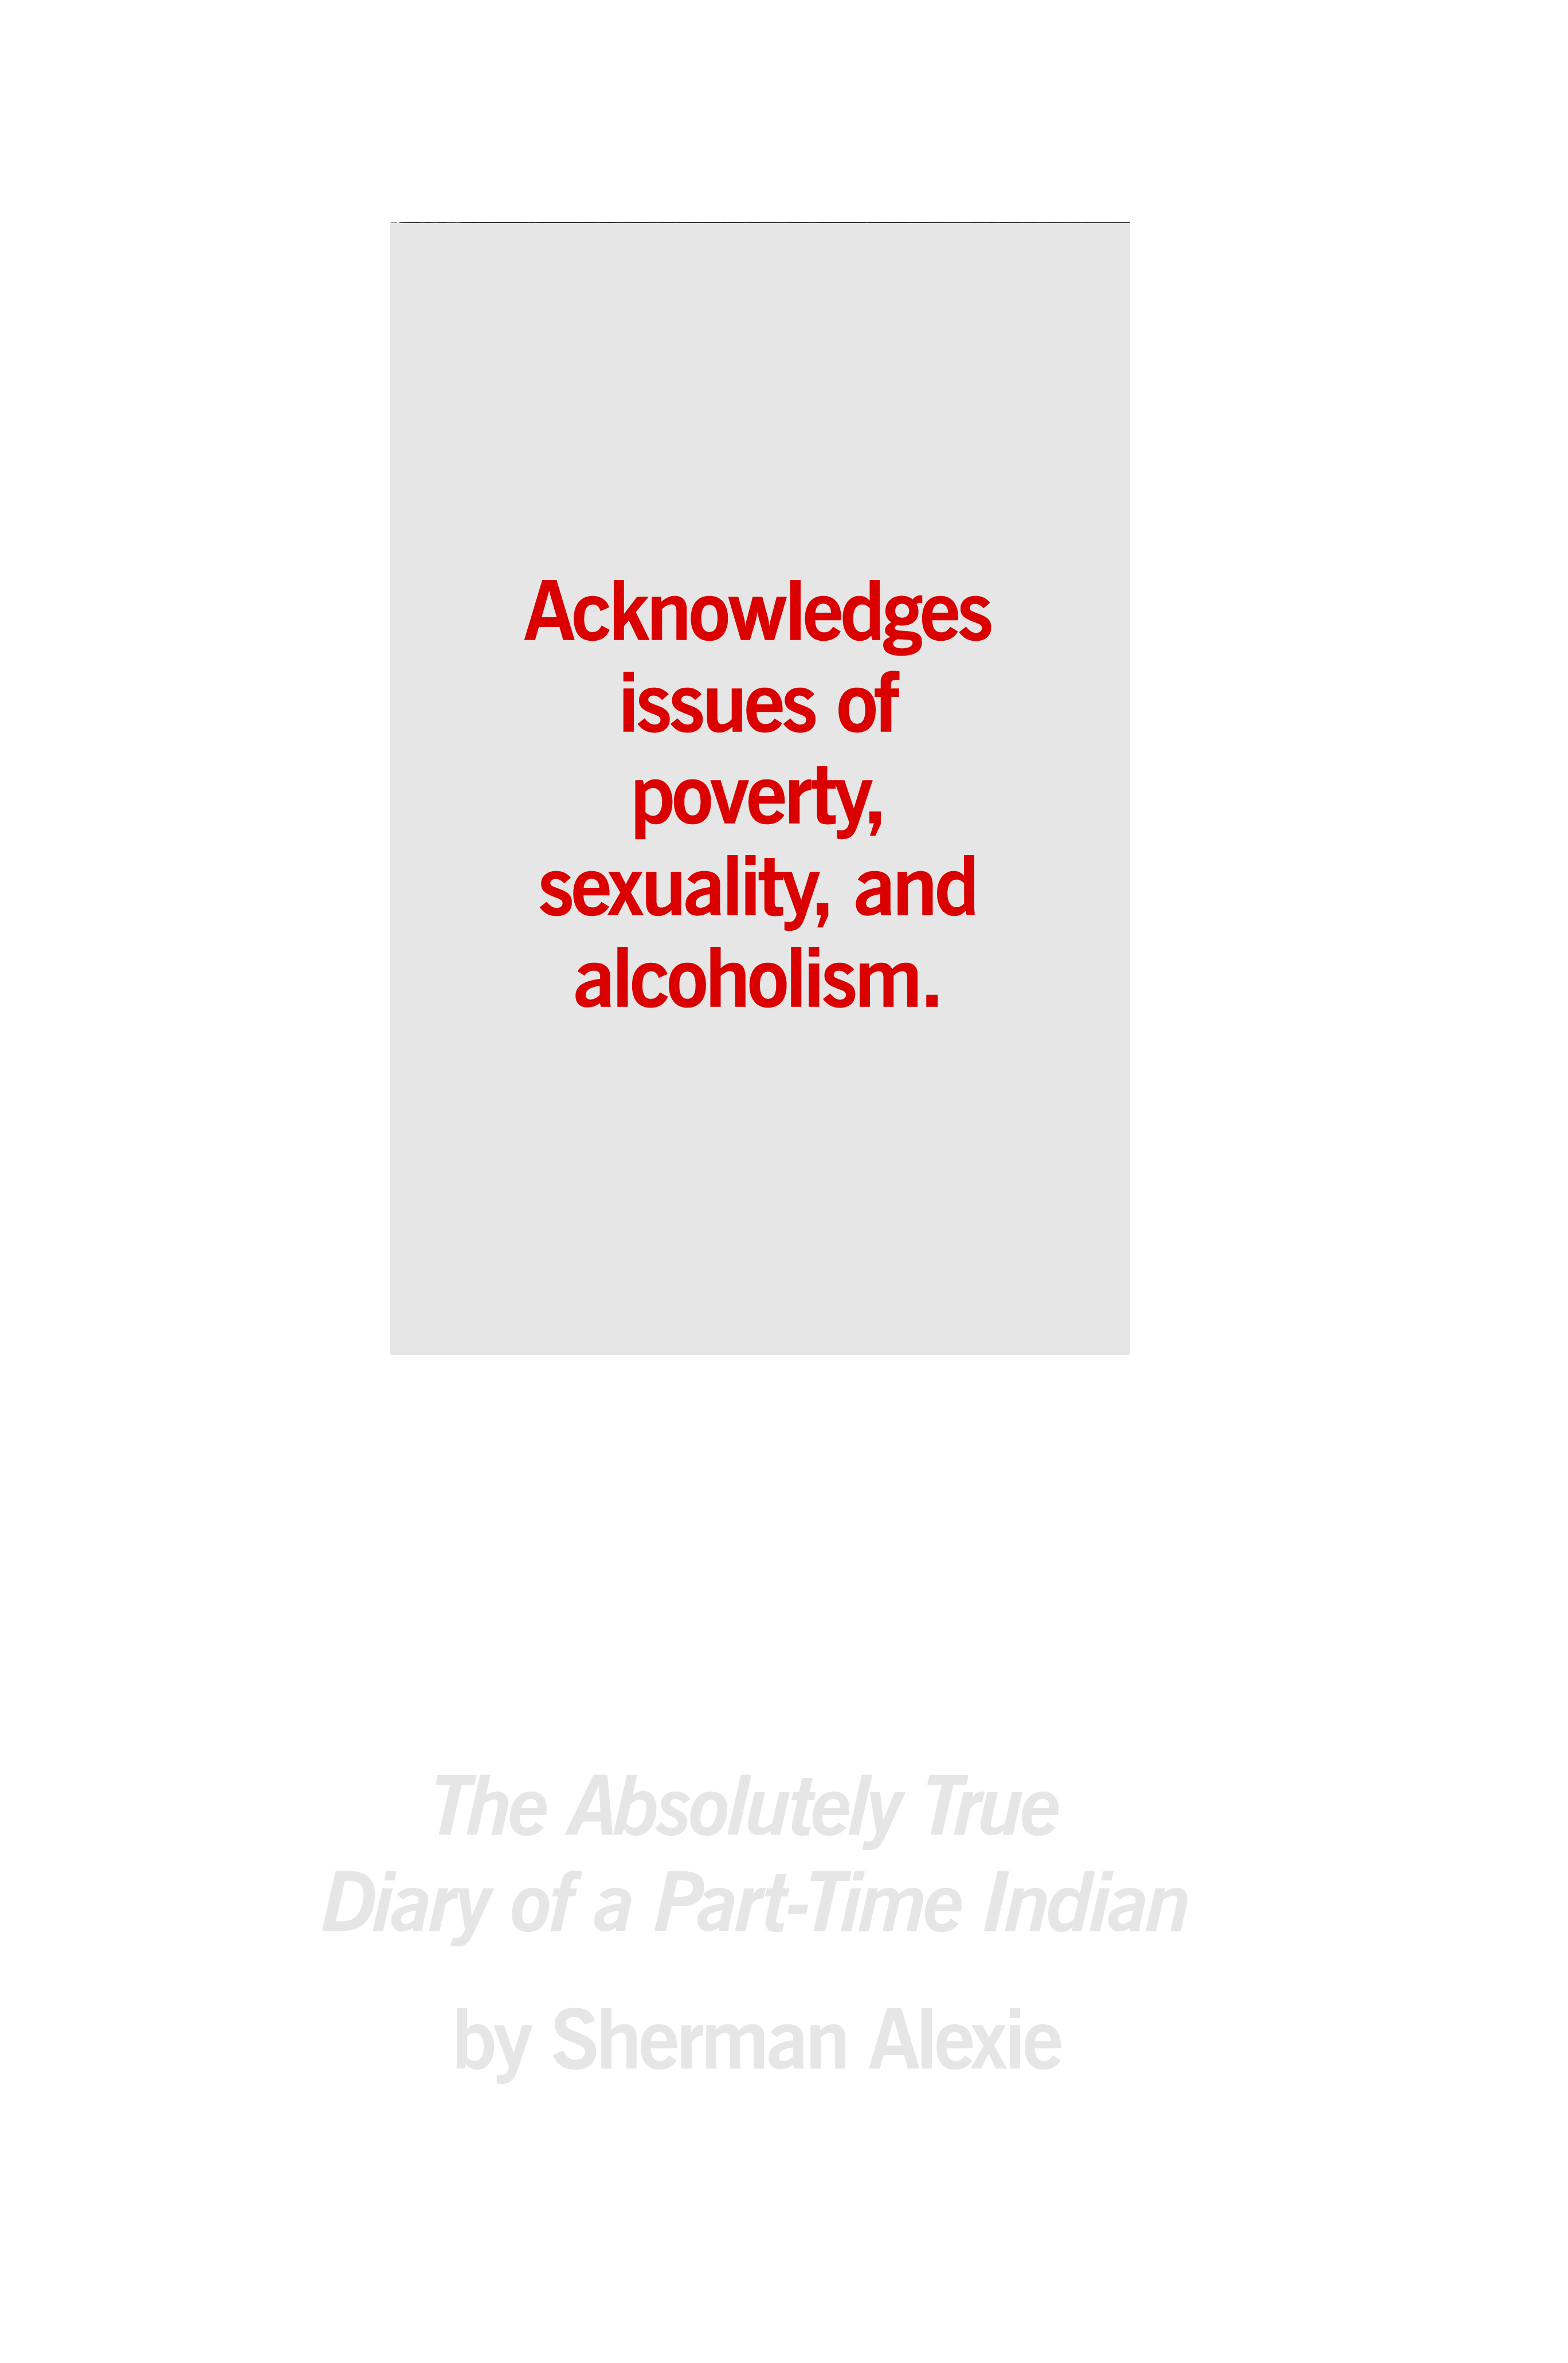 Acknowledges
issues of
poverty,
sexuality, and
alcoholism.
The Absolutely True
Diary of a Part-Time Indian
by Sherman Alexie